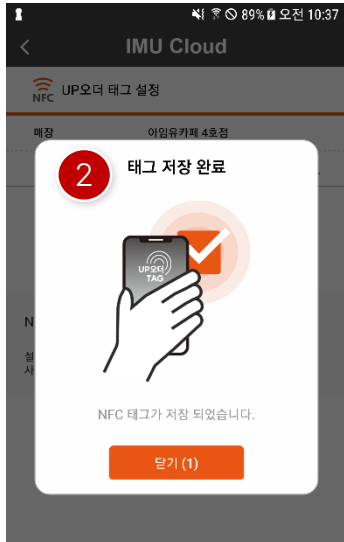 89% 오전 10:37
IMU Cloud
NFC UP오더 태그 설정
매장 아임유카페 4호점
2
태그 저장 완료
UP오더
TAG
N
설
사
NFC 태그가 저장 되었습니다.
닫기 (1)